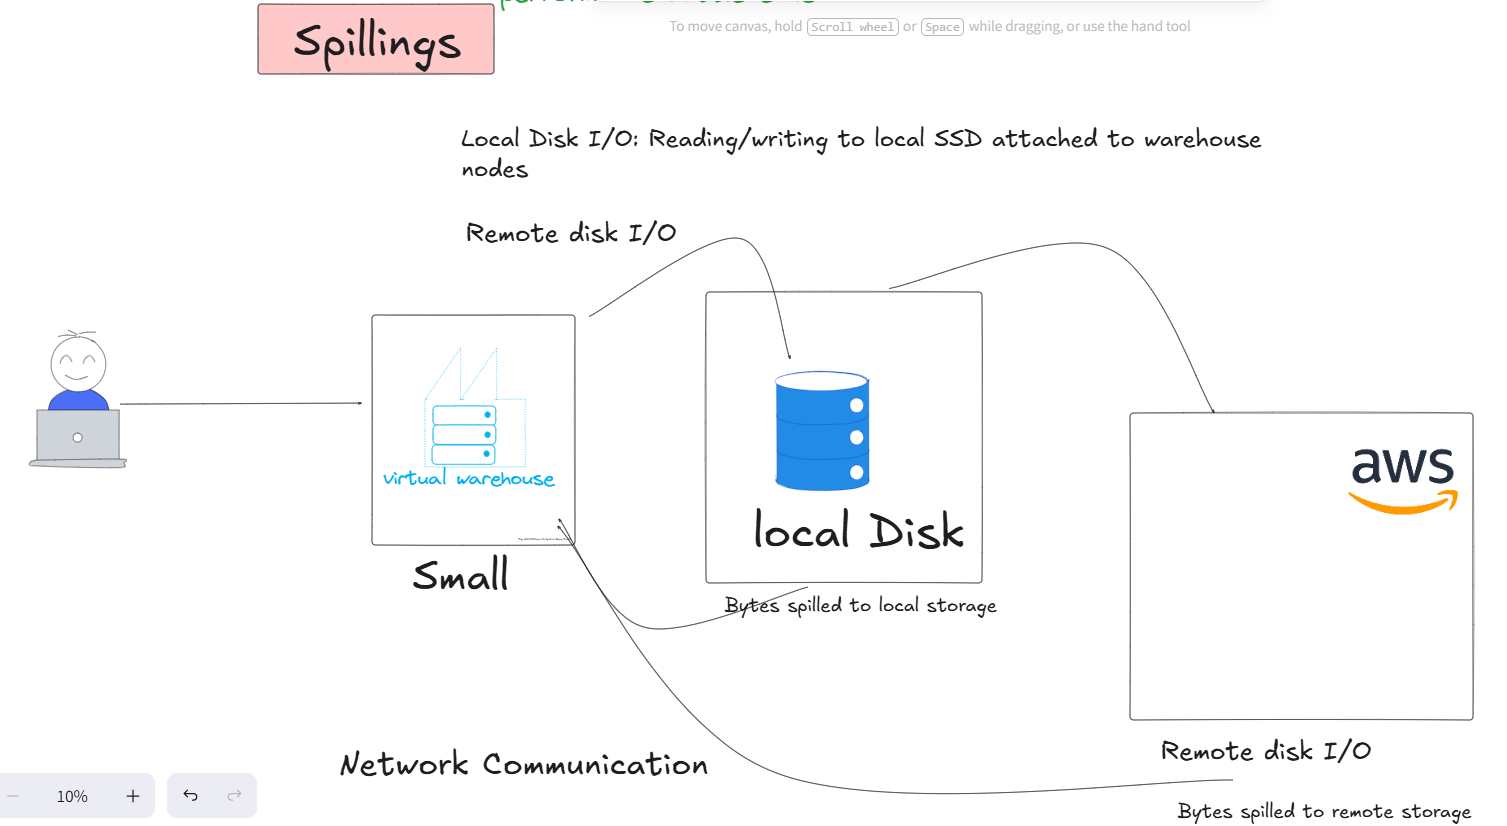 Spillings
To move canvas, hold Scroll wheel or Space while dragging, or use the hand tool
Local Disk I/O: Reading/writing to local SSD attached to warehouse
nodes
Remote disk I/O
virtual warehouse
Small
local Disk
Bytes spilled to local storage
aws
Remote disk I/O
Network Communication
Bytes spilled to remote storage
10%